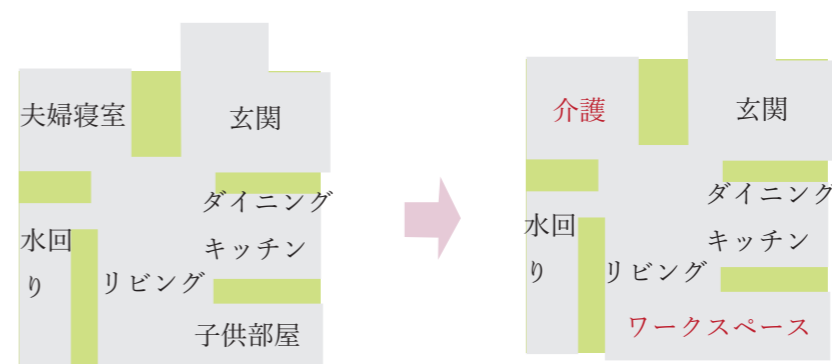 夫婦寝室
玄関
ダイニング
キッチン
水回
り
リビング
子供部屋
介護
玄関
ダイニング
キッチン
水回
り
リビング
ワークスペース